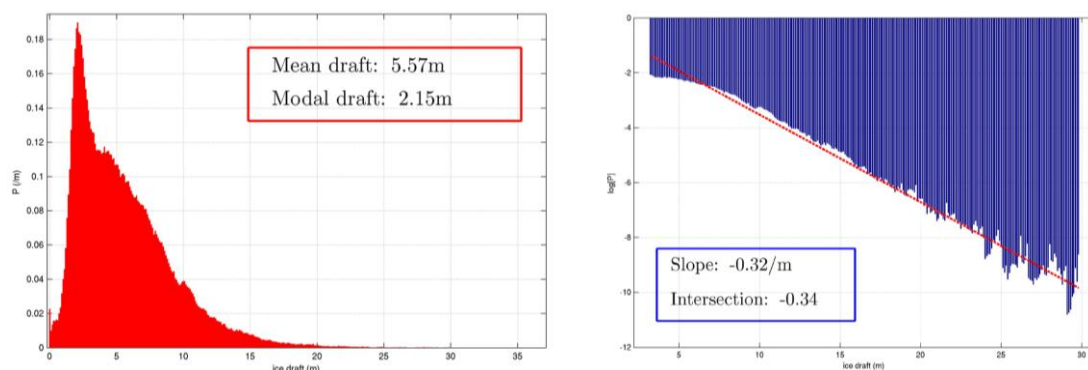 0.18
0.16
0.14
0.12
0.1
0.08
0.06
0.04
0.02
0
P (/m)
Mean draft: 5.57m
Modal draft: 2.15m
0 5 10 15 20 25 30 35
ice draft (m)
0
-2
-4
-6
-8
-10
-12
log[P]
Slope: -0.32/m
Intersection: -0.34
5 10 15 20 25 30
ice draft (m)